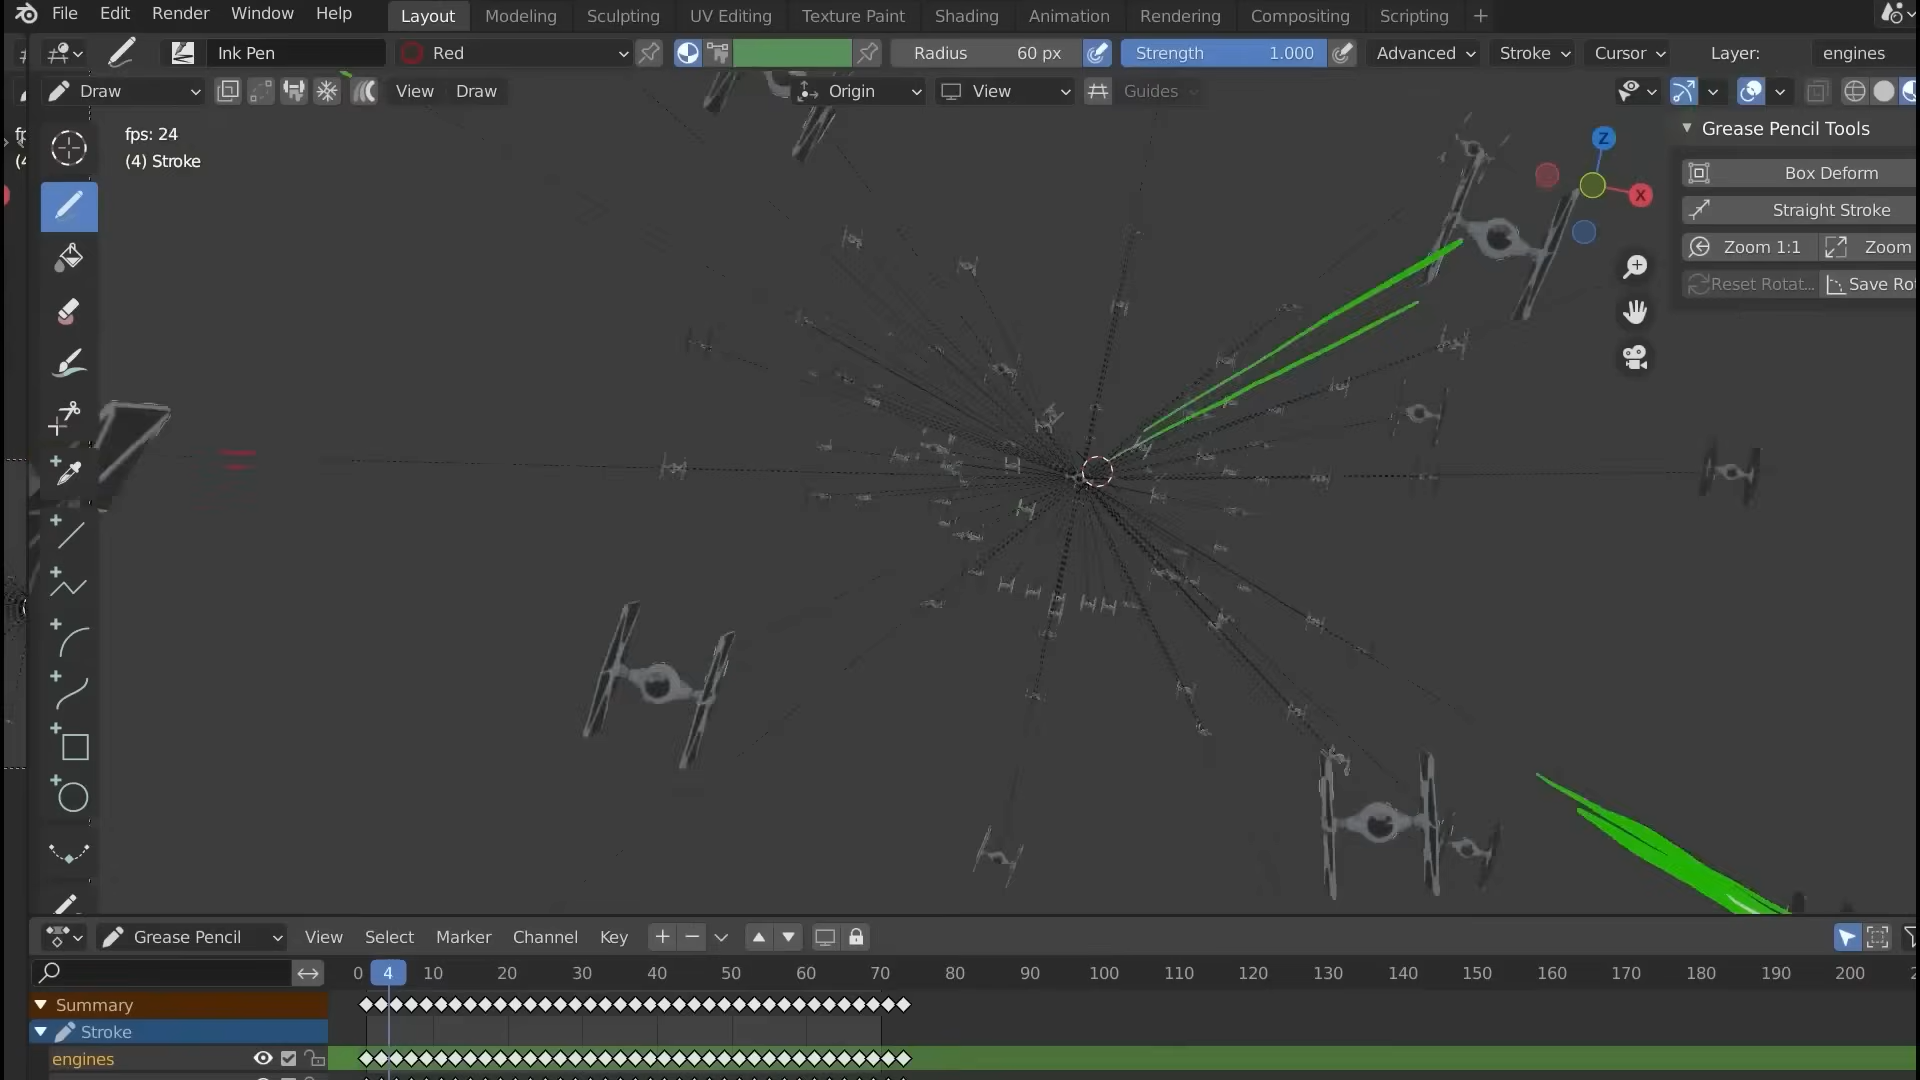 File Edit Render Window Help Layout Modeling Sculpting UV Editing Texture Paint Shading Animation Rendering Compositing Scripting +
Ink Pen Red Radius 60 px Strength 1.000 Advanced Stroke Cursor Layer: engines
Draw View Draw Origin View Guides
fps: 24
(4) Stroke
Z
X
Grease Pencil Tools
Box Deform
Straight Stroke
Zoom 1:1 Zoom
Reset Rotat... Save Ro
Grease Pencil View Select Marker Channel Key
0 4 10 20 30 40 50 60 70 80 90 100 110 120 130 140 150 160 170 180 190 200
Summary
Stroke
engines